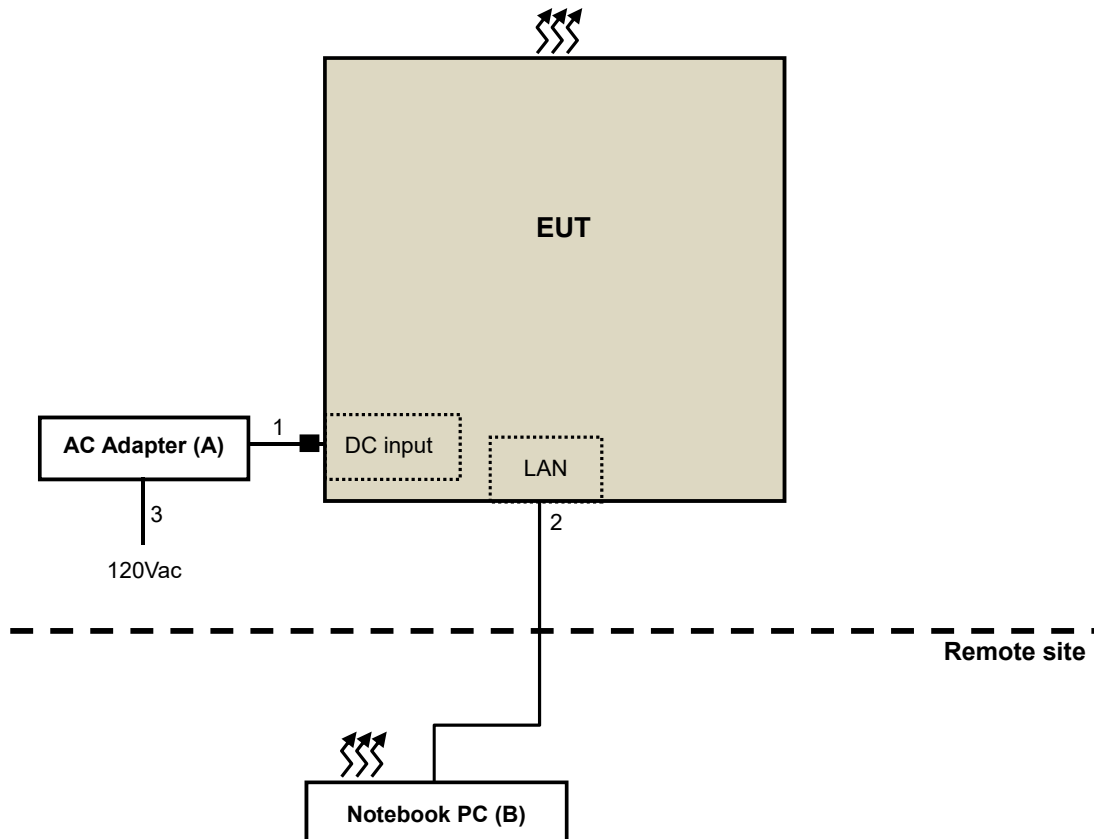 EUT
AC Adapter (A)
1
DC input
LAN
3
2
120Vac
Remote site
Notebook PC (B)